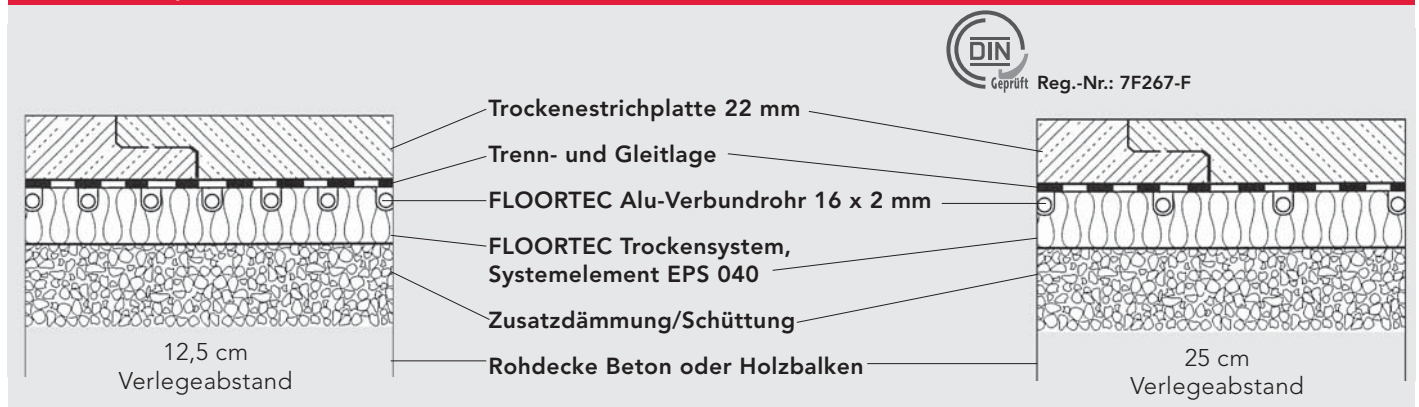 DIN
Geprüft
Reg.-Nr.: 7F267-F
Trockenestrichplatte 22 mm
Trenn- und Gleitlage
FLOORTEC Alu-Verbundrohr 16 x 2 mm
FLOORTEC Trockensystem,
Systemelement EPS 040
Zusatzdämmung/Schüttung
Rohdecke Beton oder Holzbalken
12,5 cm
Verlegeabstand
25 cm
Verlegeabstand